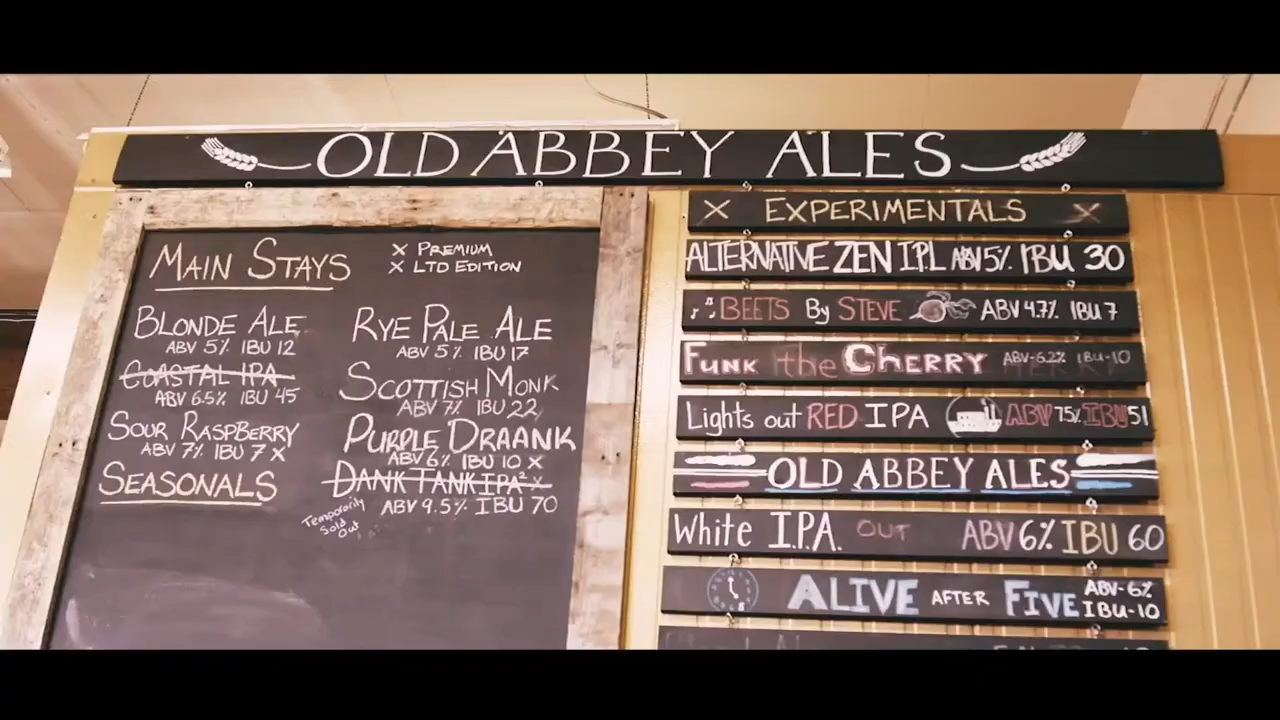 OLD ABBEY ALES
MAIN STAYS
X PREMIUM
X LTD EDITION
BLONDE ALE
ABV 5% IBU 12
COASTAL IPA
ABV 6.5% IBU 45
SOUR RASPBERRY
ABV 7% IBU 7 X
SEASONALS
RYE PALE ALE
ABV 5% IBU 17
SCOTTISH MONK
ABV 7% IBU 22
PURPLE DRAANK
ABV 6% IBU 10 X
DANK TANK IPA² X
ABV 9.5% IBU 70
Temporarily
Sold
Out
X EXPERIMENTALS X
ALTERNATIVE ZEN I.P.L ABV 5% IBU 30
BEETS By STEVE ABV 4.7% IBU 7
FUNK the CHERRY ABV-6.2% IBU-10
Lights out RED IPA ABV 7.5% IBU 51
OLD ABBEY ALES
White I.P.A. OUT ABV 6% IBU 60
ALIVE AFTER FIVE ABV-6%
IBU-10